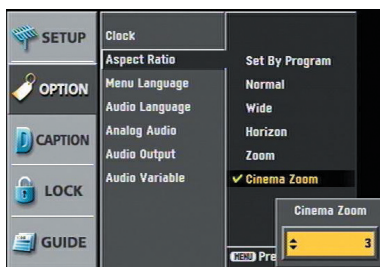 SETUP
OPTION
CAPTION
LOCK
GUIDE
Clock
Aspect Ratio
Menu Language
Audio Language
Analog Audio
Audio Output
Audio Variable
Set By Program
Normal
Wide
Horizon
Zoom
✔ Cinema Zoom
Cinema Zoom
3
MENU Pre